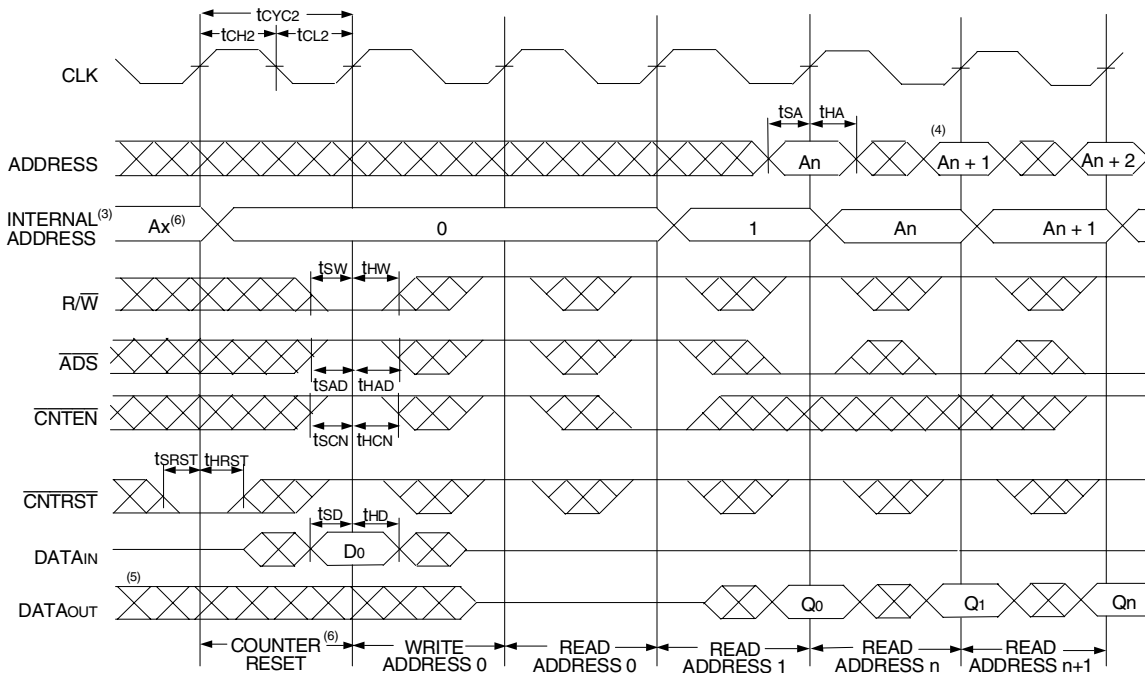 tCYC2
tCH2 tCL2
CLK
tSA tHA
(4)
ADDRESS An An + 1 An + 2
INTERNAL(3)
ADDRESS Ax(6) 0 1 An An + 1
tSW tHW
R/W̅
A̅D̅S̅
tSAD tHAD
C̅N̅T̅E̅N̅
tSCN tHCN
tSRST tHRST
C̅N̅T̅R̅S̅T̅
tSD tHD
DATAIN D0
(5)
DATAOUT Q0 Q1 Qn
COUNTER(6) WRITE READ READ READ READ
RESET ADDRESS 0 ADDRESS 0 ADDRESS 1 ADDRESS n ADDRESS n+1